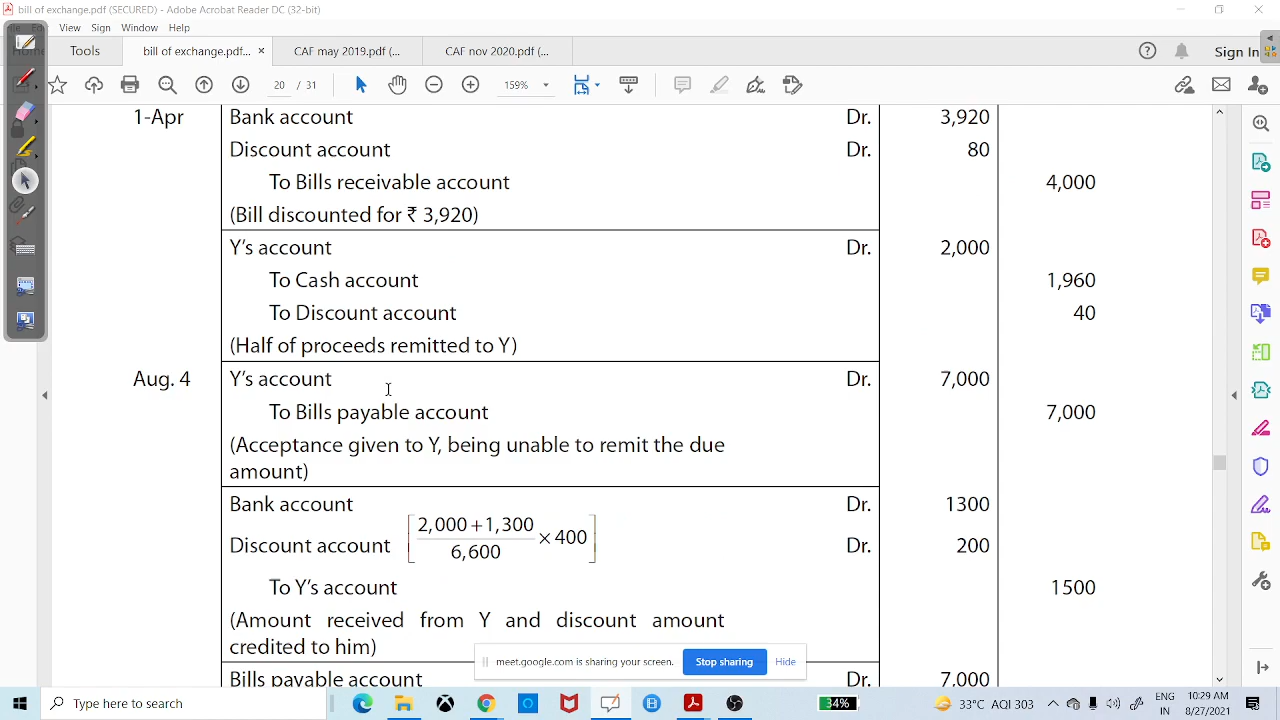 bill of exchange.pdf (SECURED) - Adobe Acrobat Reader DC (32-bit)
View Sign Window Help
Tools bill of exchange.pdf... × CAF may 2019.pdf (... CAF nov 2020.pdf (... Sign In
20 / 31 159%
1-Apr Bank account Dr. 3,920
Discount account Dr. 80
To Bills receivable account 4,000
(Bill discounted for ₹ 3,920)
Y’s account Dr. 2,000
To Cash account 1,960
To Discount account 40
(Half of proceeds remitted to Y)
Aug. 4 Y’s account Dr. 7,000
To Bills payable account 7,000
(Acceptance given to Y, being unable to remit the due
amount)
Bank account Dr. 1300
Discount account [2,000+1,300 / 6,600 × 400] Dr. 200
To Y’s account 1500
(Amount received from Y and discount amount
credited to him)
meet.google.com is sharing your screen. Stop sharing Hide
Bills payable account Dr. 7,000
Type here to search 34% 33°C AQI 303 ENG IN 10:29 AM 8/27/2021